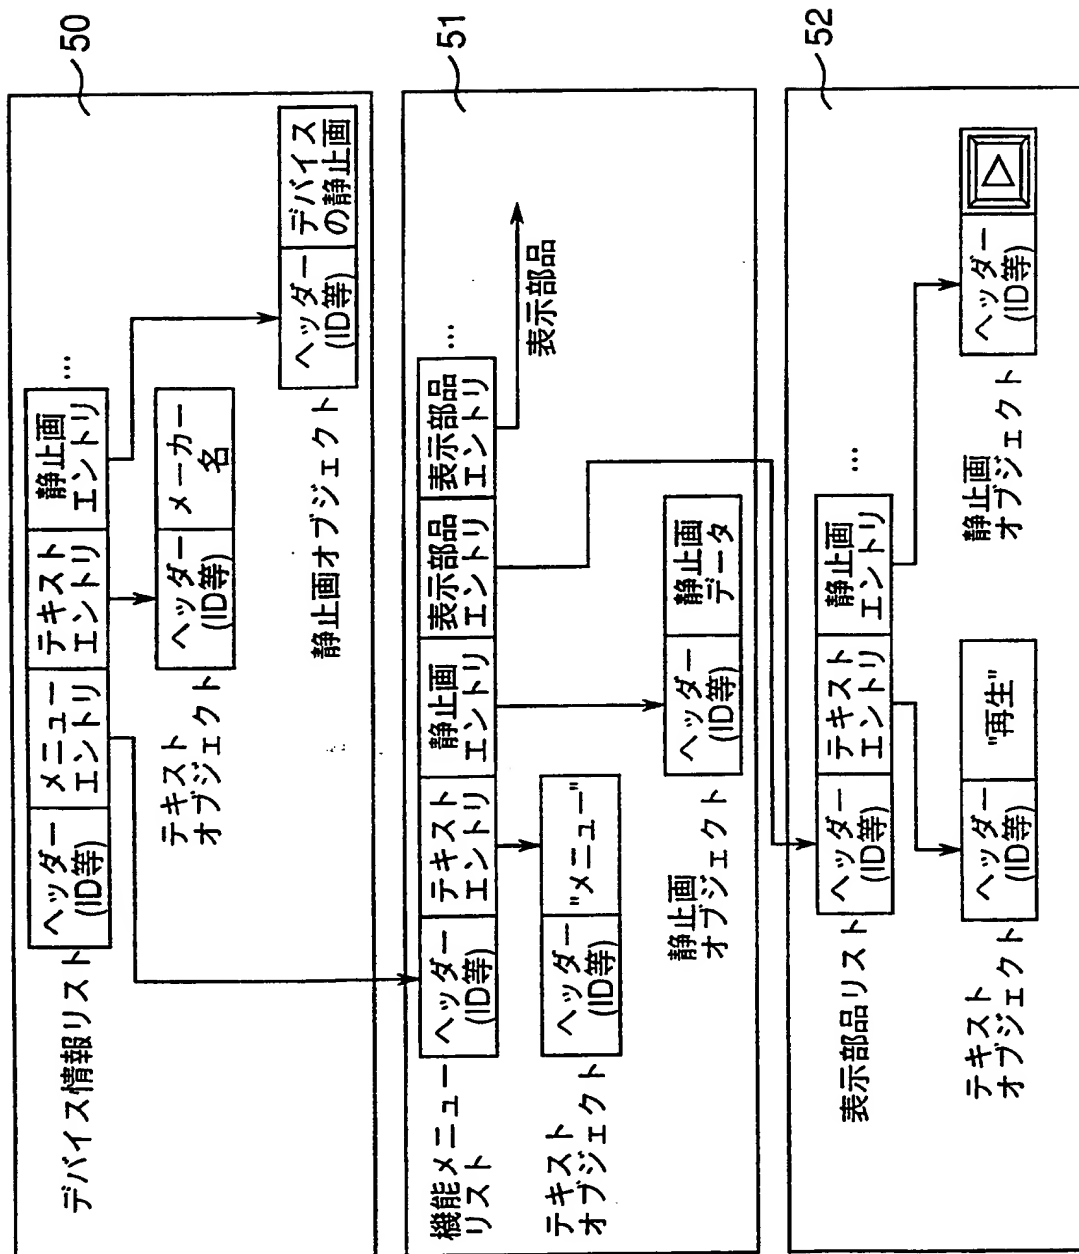 50
デバイス情報リスト
ヘッダー
(ID等)
メニュー
エントリ
テキスト
エントリ
静止画
エントリ
…
テキスト
オブジェクト
ヘッダー
(ID等)
メーカー
名
静止画オブジェクト
ヘッダー
(ID等)
デバイス
の静止画
51
機能メニュー
リスト
ヘッダー
(ID等)
テキスト
エントリ
静止画
エントリ
表示部品
エントリ
表示部品
エントリ
…
表示部品
テキスト
オブジェクト
ヘッダー
(ID等)
"メニュー"
静止画
オブジェクト
ヘッダー
(ID等)
静止画
データ
52
表示部品リスト
ヘッダー
(ID等)
テキスト
エントリ
静止画
エントリ
…
テキスト
オブジェクト
ヘッダー
(ID等)
"再生"
静止画
オブジェクト
ヘッダー
(ID等)